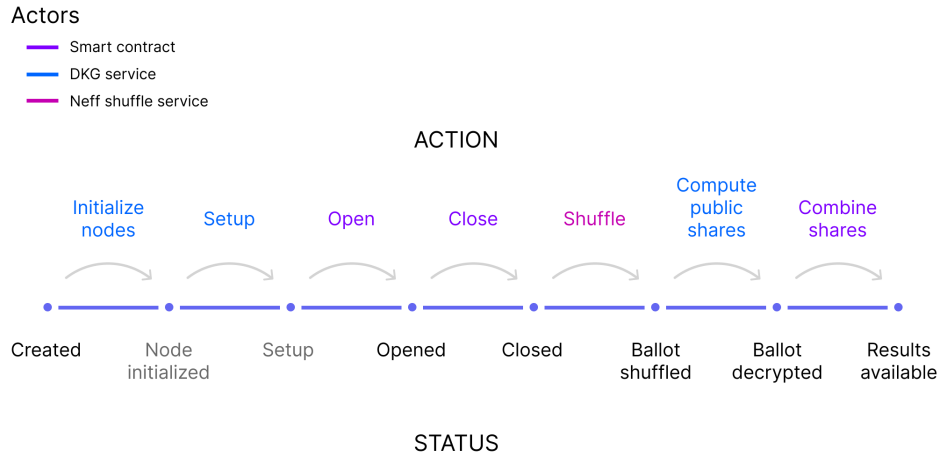 Actors
Smart contract
DKG service
Neff shuffle service
ACTION
Initialize
nodes
Setup
Open
Close
Shuffle
Compute
public
shares
Combine
shares
Created
Node
initialized
Setup
Opened
Closed
Ballot
shuffled
Ballot
decrypted
Results
available
STATUS